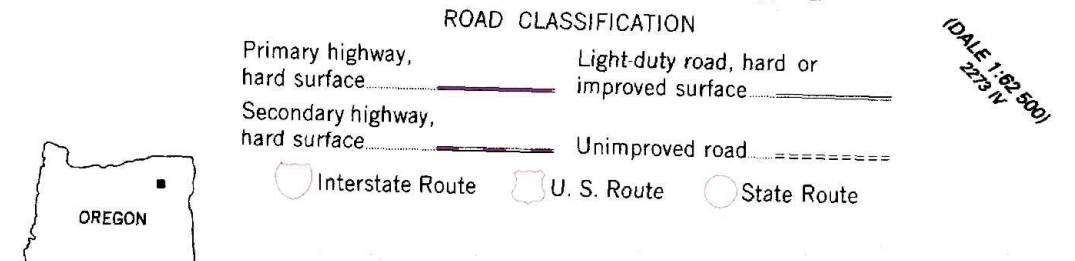 ROAD CLASSIFICATION
Primary highway,
hard surface
Light-duty road, hard or
improved surface
Secondary highway,
hard surface
Unimproved road
Interstate Route
U. S. Route
State Route
(DALE 1:62 500)
2273 IV
OREGON